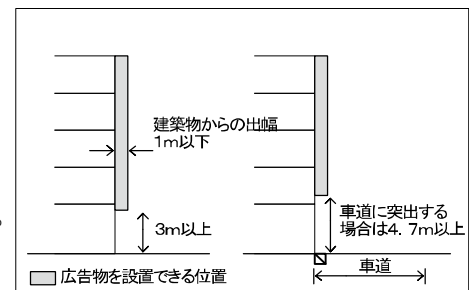 建築物からの出幅
1m以下
3m以上
車道に突出する
場合は4.7m以上
車道
広告物を設置できる位置